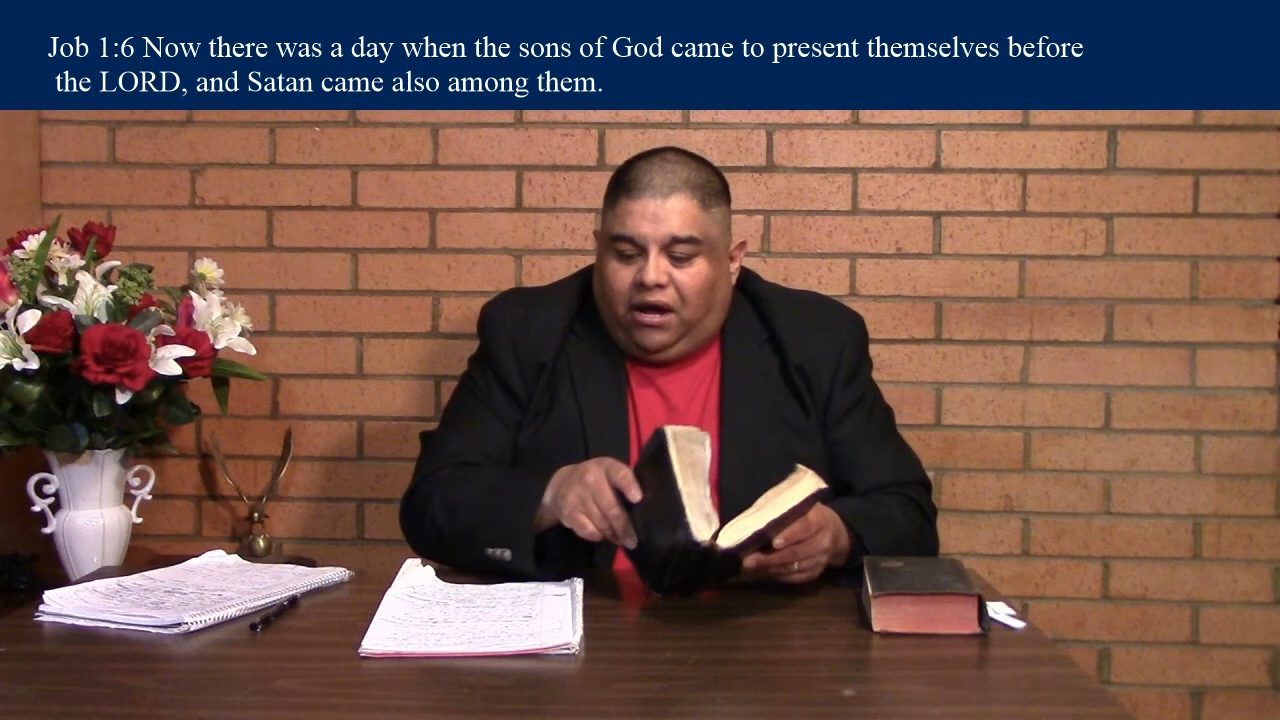 Job 1:6 Now there was a day when the sons of God came to present themselves before
the LORD, and Satan came also among them.